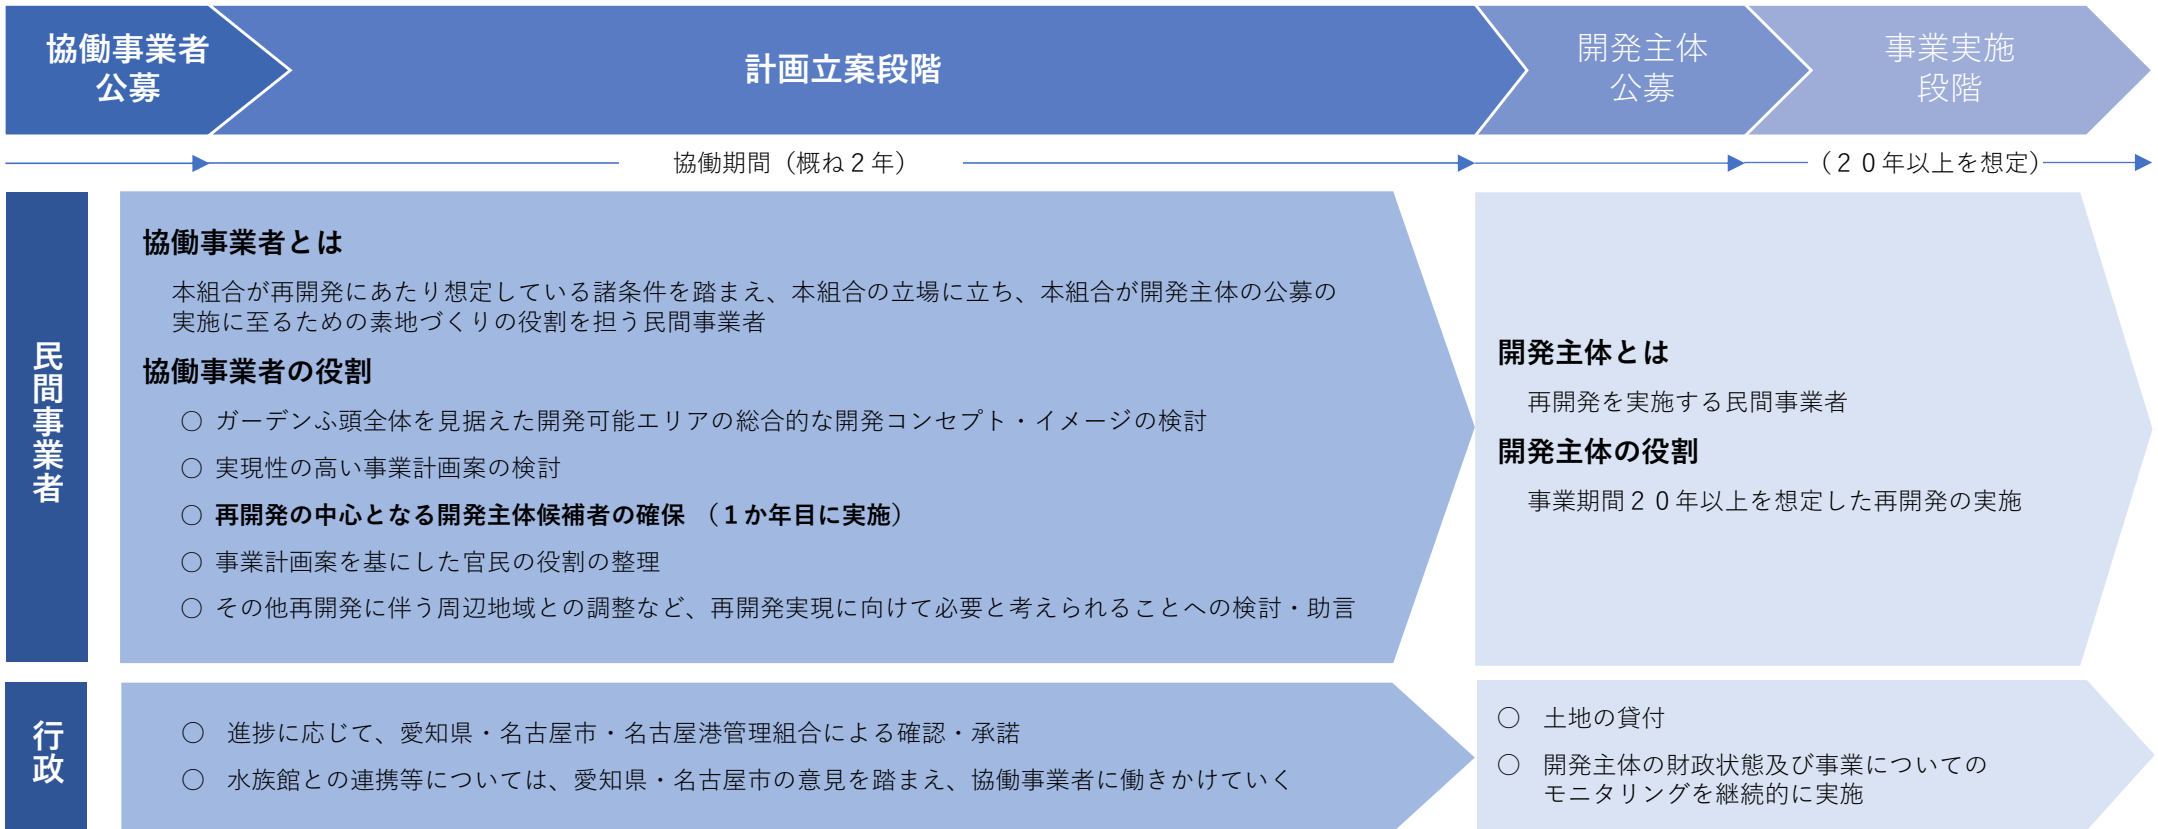 協働事業者
公募
計画立案段階
開発主体
公募
事業実施
段階
協働期間（概ね２年）
（２０年以上を想定）
民間事業者
協働事業者とは
本組合が再開発にあたり想定している諸条件を踏まえ、本組合の立場に立ち、本組合が開発主体の公募の
実施に至るための素地づくりの役割を担う民間事業者
協働事業者の役割
○ ガーデンふ頭全体を見据えた開発可能エリアの総合的な開発コンセプト・イメージの検討
○ 実現性の高い事業計画案の検討
○ 再開発の中心となる開発主体候補者の確保 （１か年目に実施）
○ 事業計画案を基にした官民の役割の整理
○ その他再開発に伴う周辺地域との調整など、再開発実現に向けて必要と考えられることへの検討・助言
開発主体とは
再開発を実施する民間事業者
開発主体の役割
事業期間２０年以上を想定した再開発の実施
行政
○ 進捗に応じて、愛知県・名古屋市・名古屋港管理組合による確認・承諾
○ 水族館との連携等については、愛知県・名古屋市の意見を踏まえ、協働事業者に働きかけていく
○ 土地の貸付
○ 開発主体の財政状態及び事業についての
モニタリングを継続的に実施